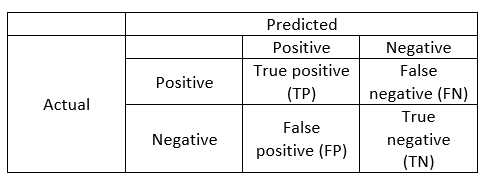 Predicted
Positive Negative
Actual
Positive
True positive
(TP)
False
negative (FN)
Negative
False
positive (FP)
True
negative
(TN)